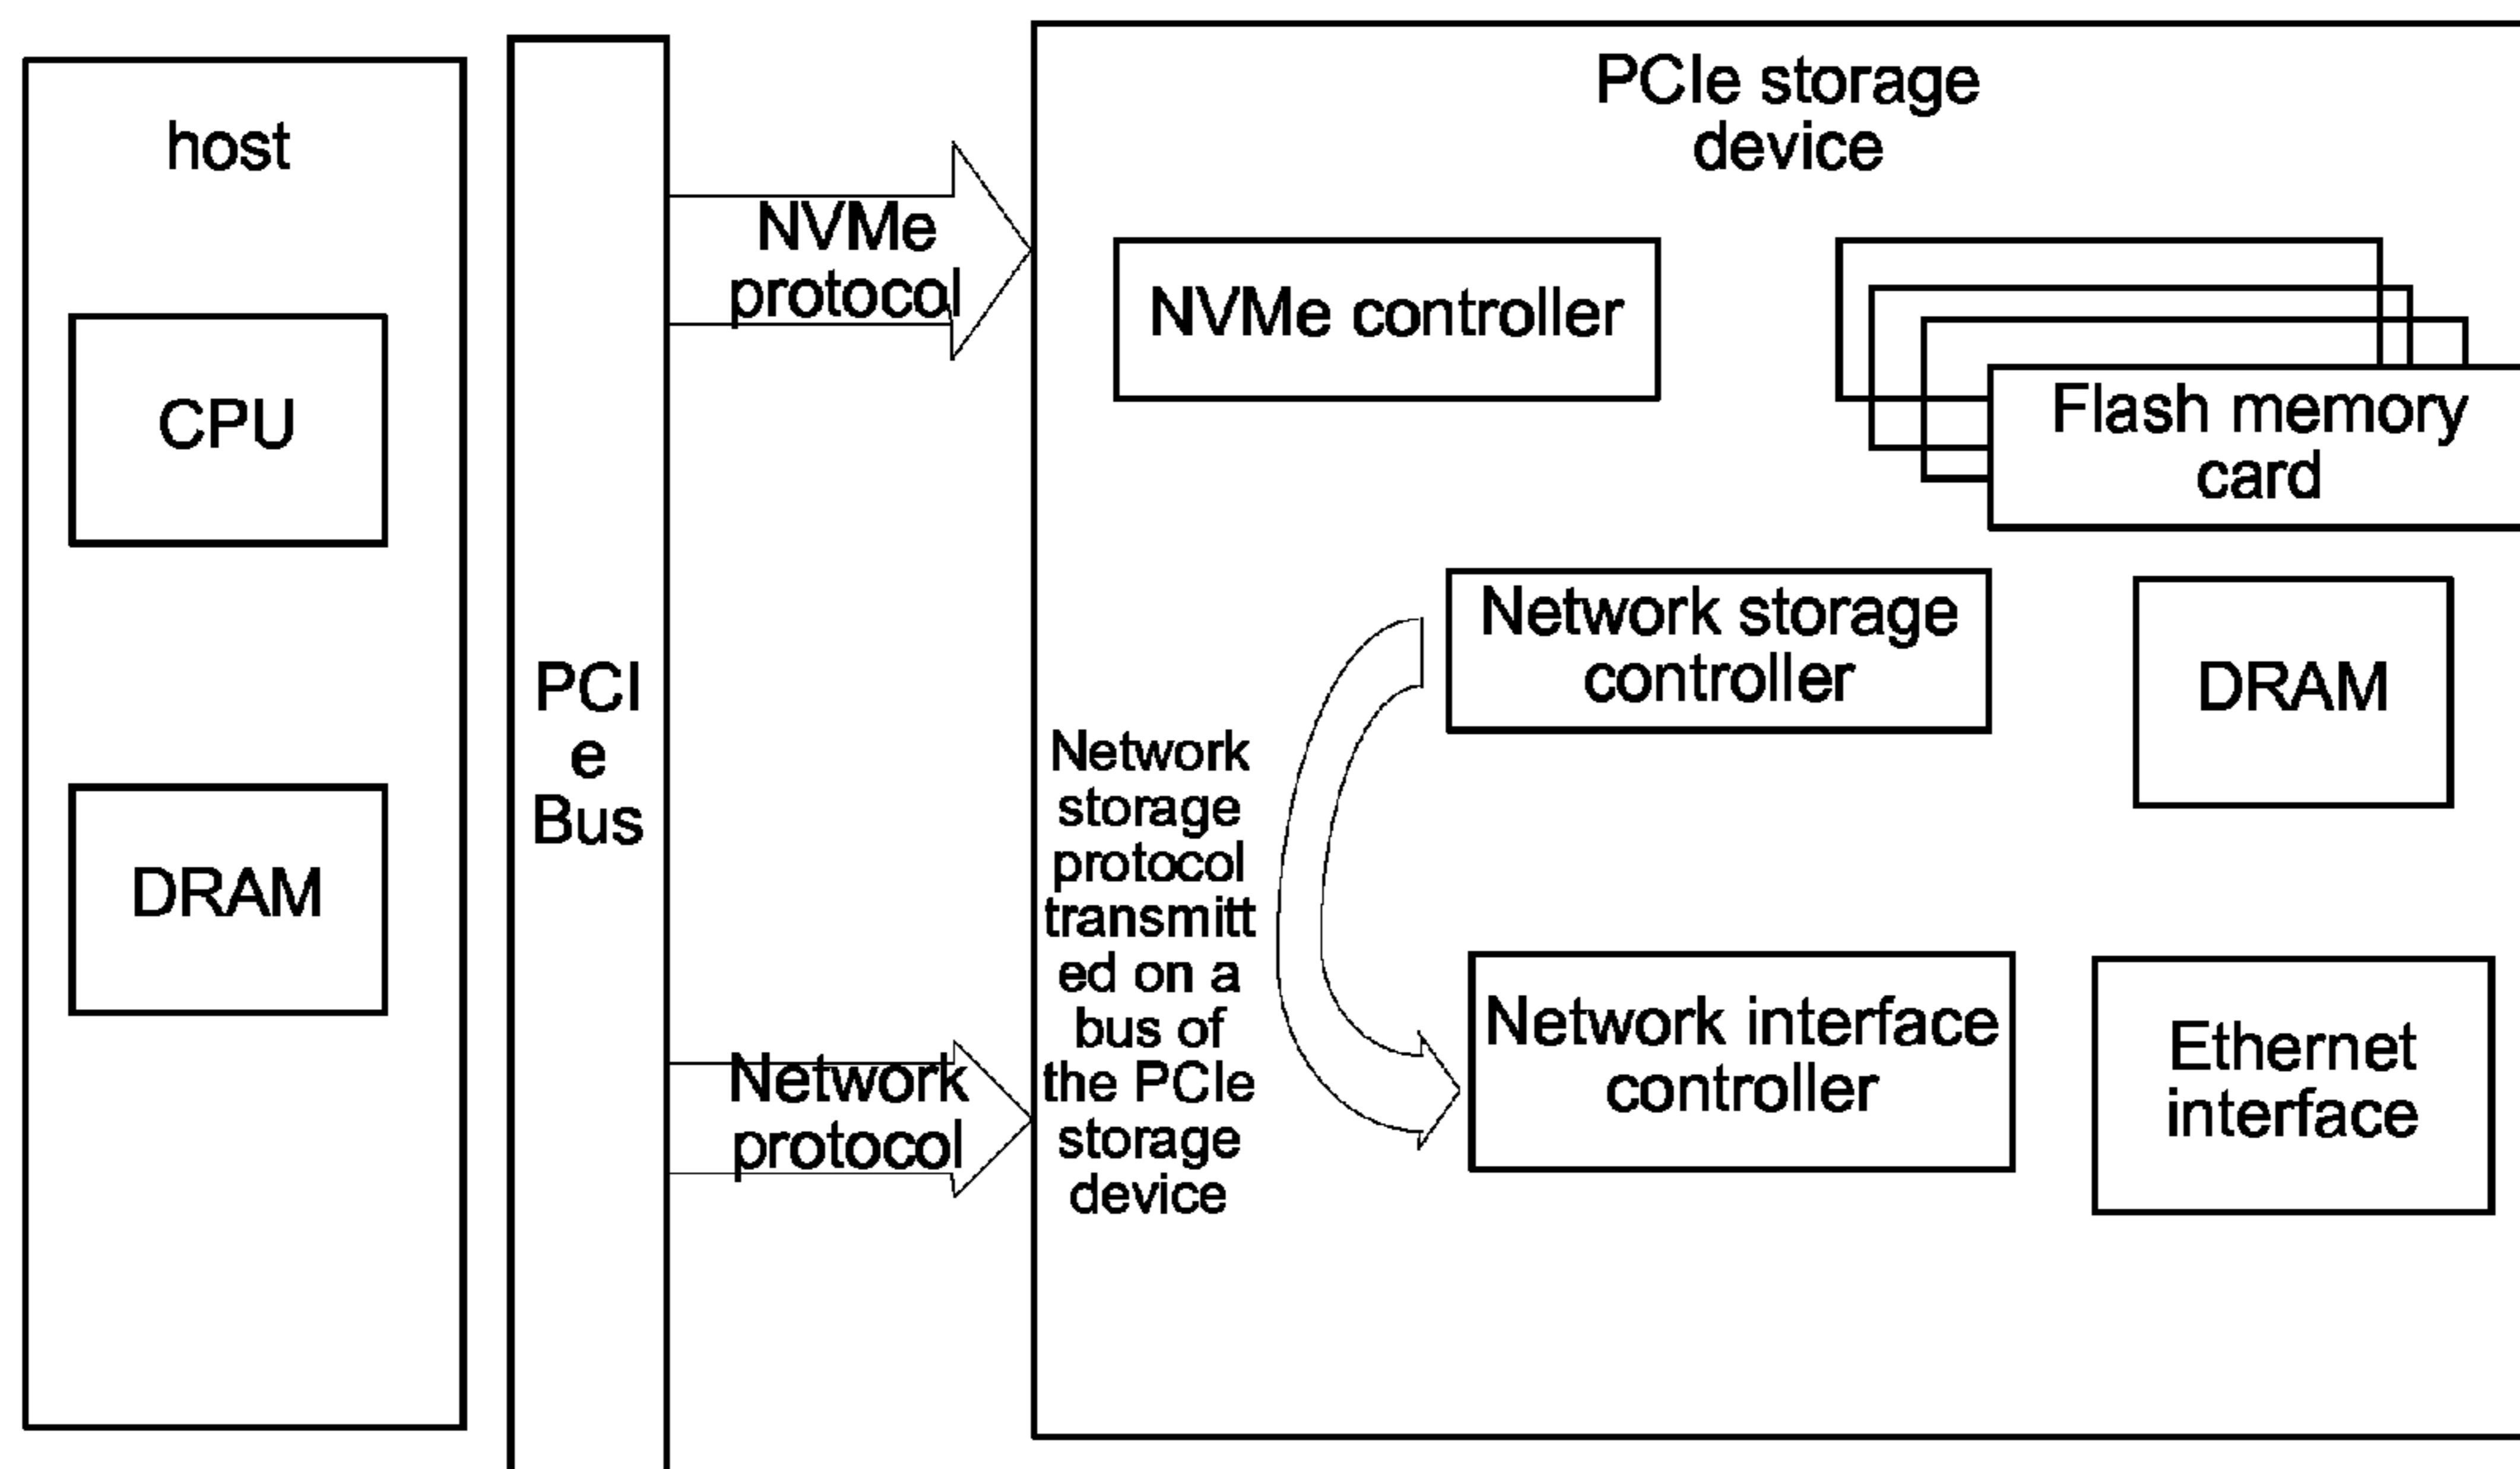 host
CPU
DRAM
PCI
e
Bus
NVMe
protocol
Network
protocol
PCIe storage
device
NVMe controller
Flash memory
card
Network storage
controller
DRAM
Network
storage
protocol
transmitt
ed on a
bus of
the PCIe
storage
device
Network interface
controller
Ethernet
interface